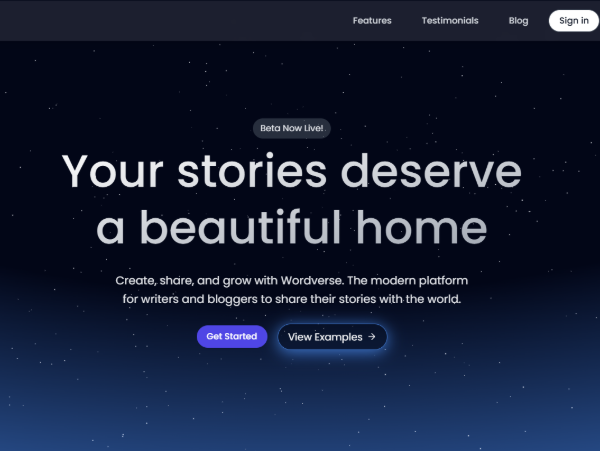 Features
Testimonials
Blog
Sign in
Beta Now Live!
Your stories deserve
a beautiful home
Create, share, and grow with Wordverse. The modern platform
for writers and bloggers to share their stories with the world.
Get Started
View Examples →